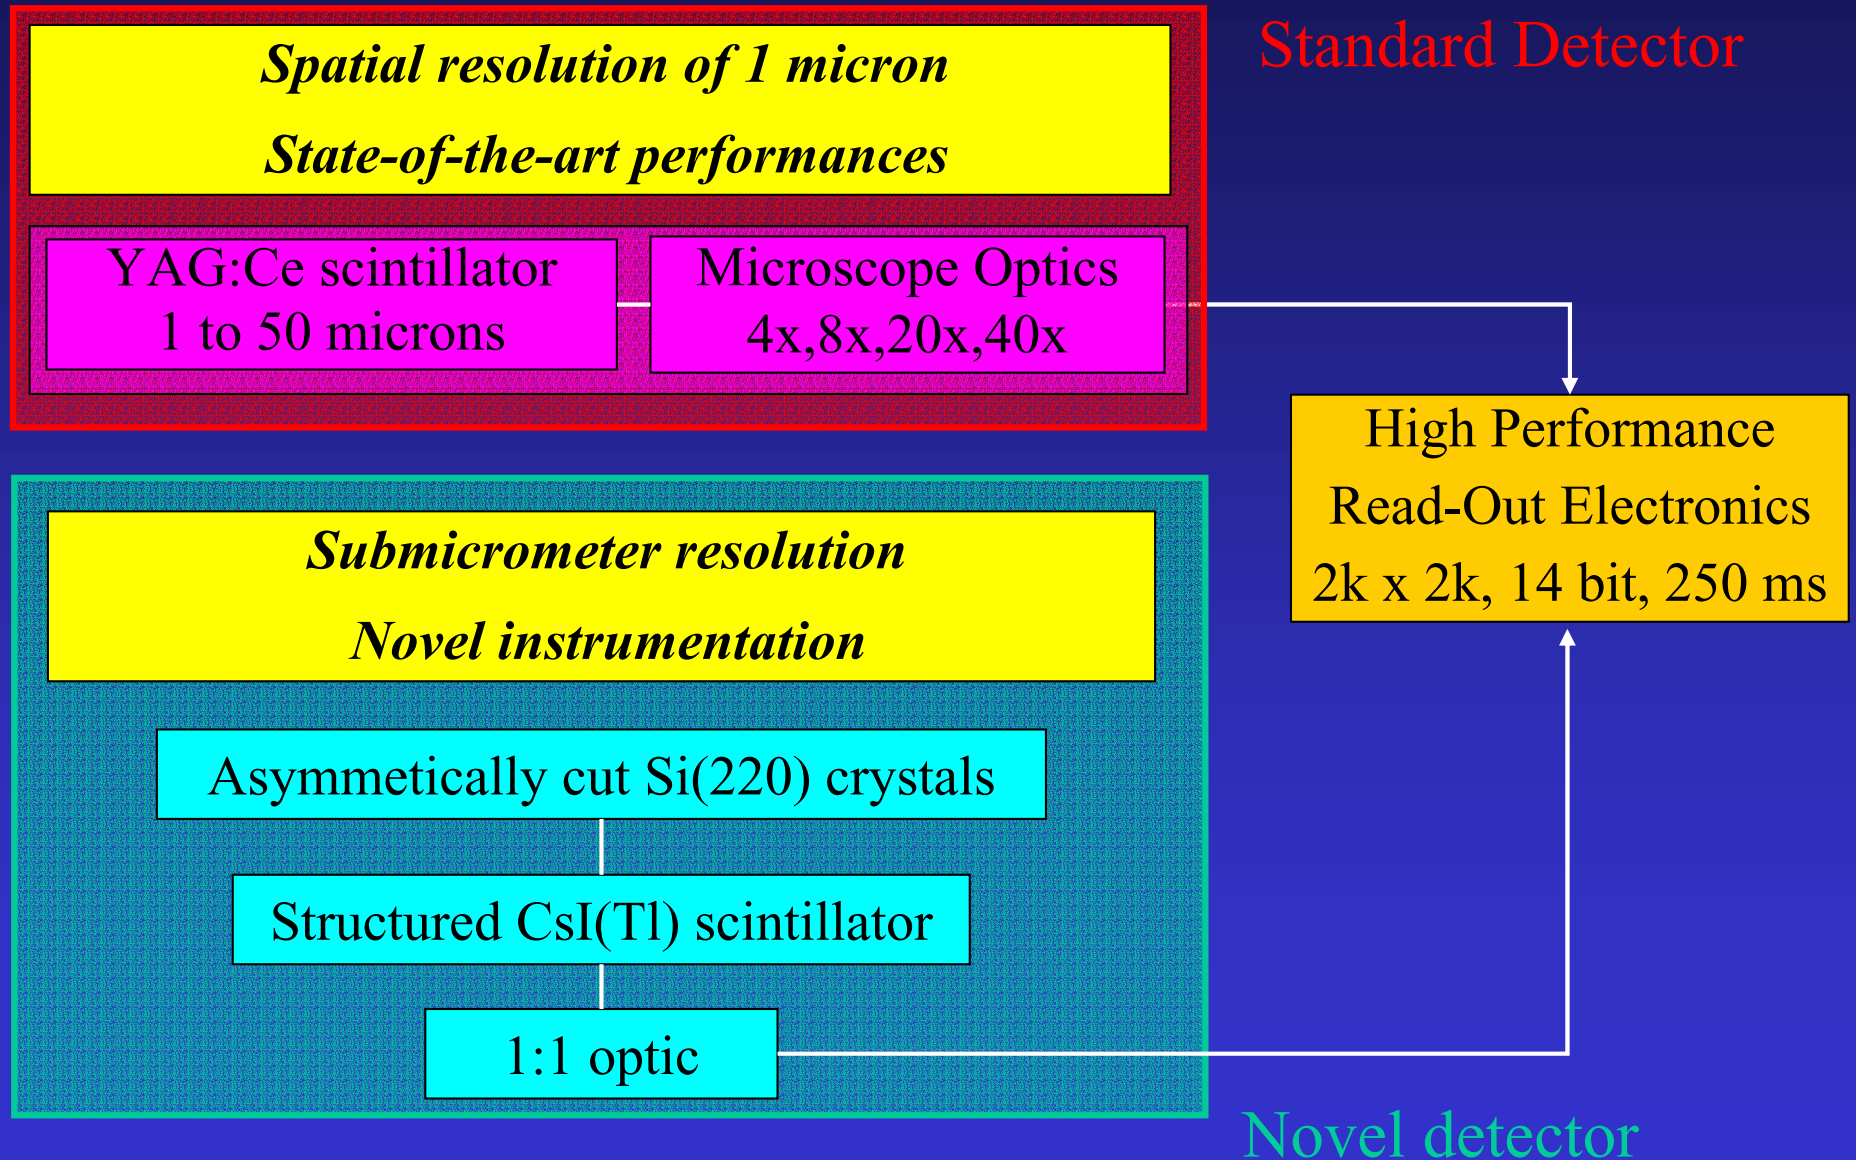 Standard Detector
Spatial resolution of 1 micron
State-of-the-art performances
YAG:Ce scintillator
1 to 50 microns
Microscope Optics
4x,8x,20x,40x
High Performance
Read-Out Electronics
2k x 2k, 14 bit, 250 ms
Submicrometer resolution
Novel instrumentation
Asymmetically cut Si(220) crystals
Structured CsI(Tl) scintillator
1:1 optic
Novel detector